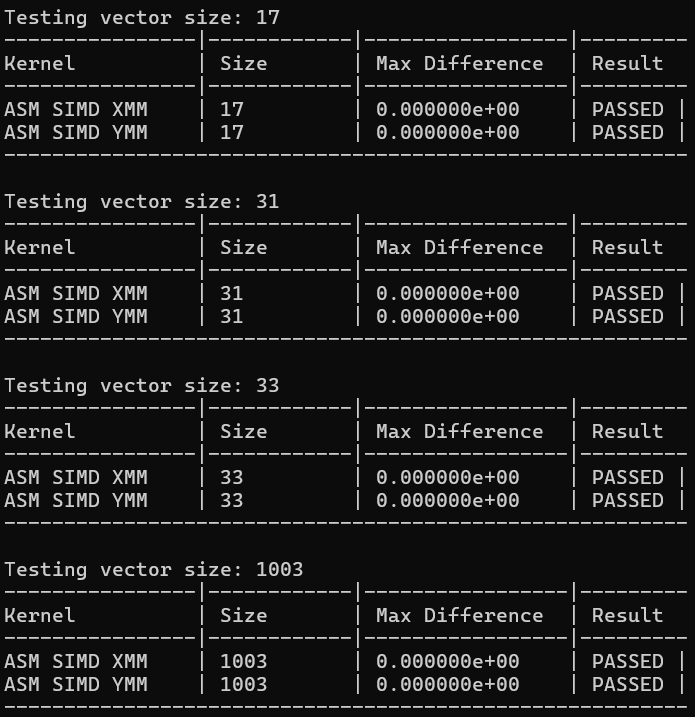 Testing vector size: 17
----------------|------------|-----------------|---------
Kernel          | Size       | Max Difference  | Result
----------------|------------|-----------------|---------
ASM SIMD XMM    | 17         | 0.000000e+00    | PASSED |
ASM SIMD YMM    | 17         | 0.000000e+00    | PASSED |
---------------------------------------------------------
Testing vector size: 31
----------------|------------|-----------------|---------
Kernel          | Size       | Max Difference  | Result
----------------|------------|-----------------|---------
ASM SIMD XMM    | 31         | 0.000000e+00    | PASSED |
ASM SIMD YMM    | 31         | 0.000000e+00    | PASSED |
---------------------------------------------------------
Testing vector size: 33
----------------|------------|-----------------|---------
Kernel          | Size       | Max Difference  | Result
----------------|------------|-----------------|---------
ASM SIMD XMM    | 33         | 0.000000e+00    | PASSED |
ASM SIMD YMM    | 33         | 0.000000e+00    | PASSED |
---------------------------------------------------------
Testing vector size: 1003
----------------|------------|-----------------|---------
Kernel          | Size       | Max Difference  | Result
----------------|------------|-----------------|---------
ASM SIMD XMM    | 1003       | 0.000000e+00    | PASSED |
ASM SIMD YMM    | 1003       | 0.000000e+00    | PASSED |
---------------------------------------------------------